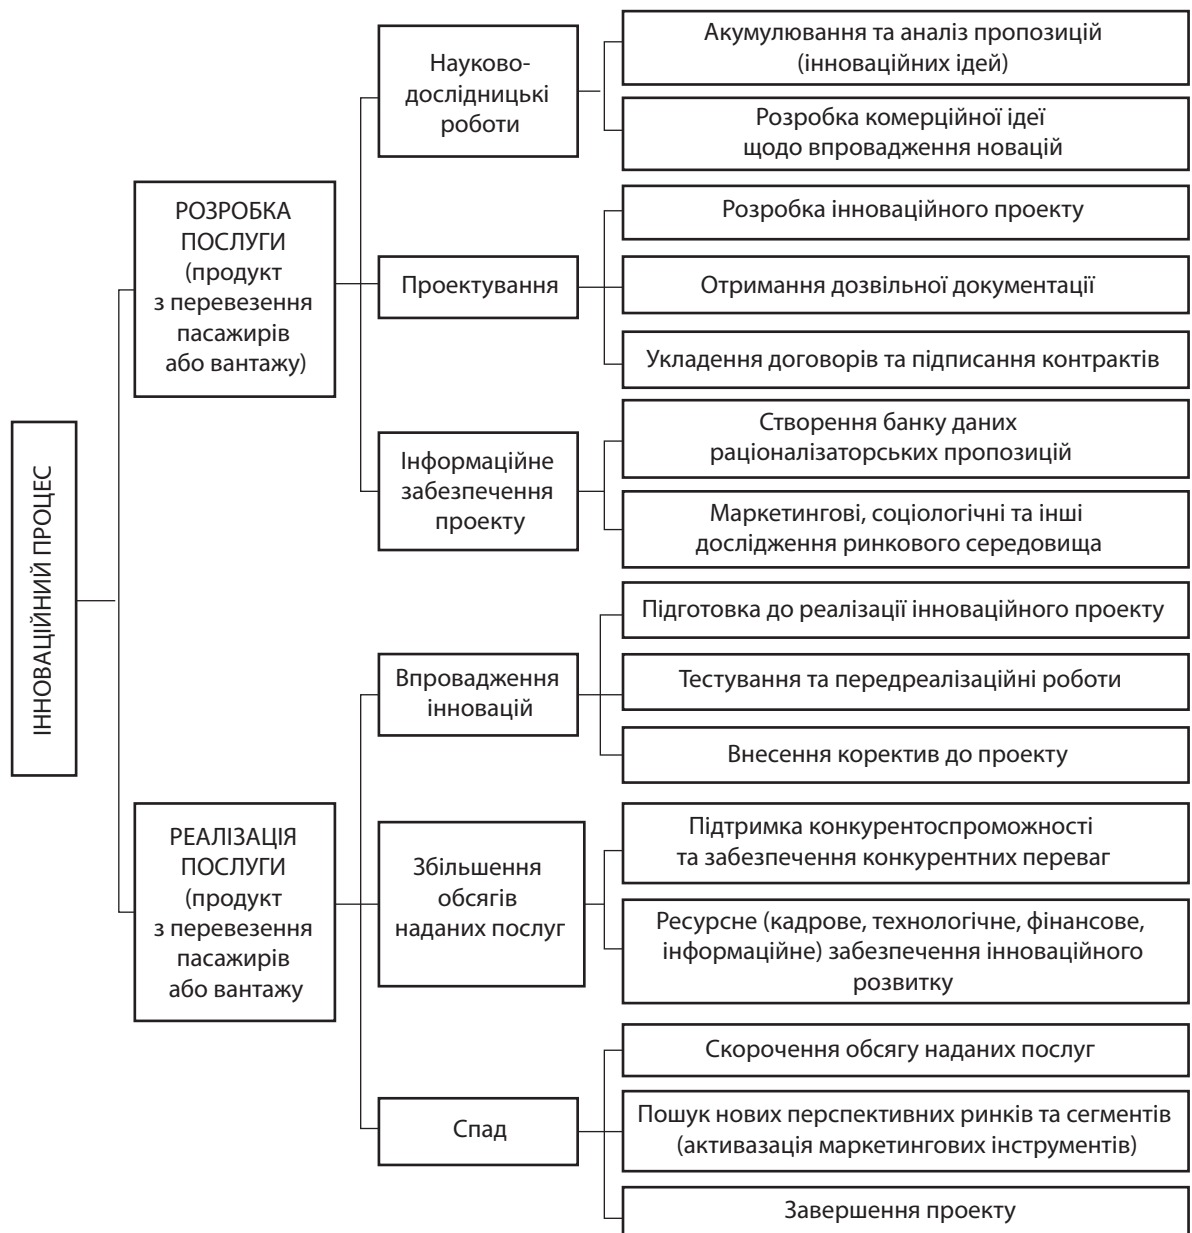 ІННОВАЦІЙНИЙ ПРОЦЕС
РОЗРОБКА
ПОСЛУГИ
(продукт
з перевезення
пасажирів
або вантажу)
Науково-
дослідницькі
роботи
Акумулювання та аналіз пропозицій
(інноваційних ідей)
Розробка комерційної ідеї
щодо впровадження новацій
Проектування
Розробка інноваційного проекту
Отримання дозвільної документації
Укладення договорів та підписання контрактів
Інформаційне
забезпечення
проекту
Створення банку даних
раціоналізаторських пропозицій
Маркетингові, соціологічні та інші
дослідження ринкового середовища
РЕАЛІЗАЦІЯ
ПОСЛУГИ
(продукт
з перевезення
пасажирів
або вантажу
Впровадження
інновацій
Підготовка до реалізації інноваційного проекту
Тестування та передреалізаційні роботи
Внесення коректив до проекту
Збільшення
обсягів
наданих послуг
Підтримка конкурентоспроможності
та забезпечення конкурентних переваг
Ресурсне (кадрове, технологічне, фінансове,
інформаційне) забезпечення інноваційного
розвитку
Спад
Скорочення обсягу наданих послуг
Пошук нових перспективних ринків та сегментів
(активазація маркетингових інструментів)
Завершення проекту